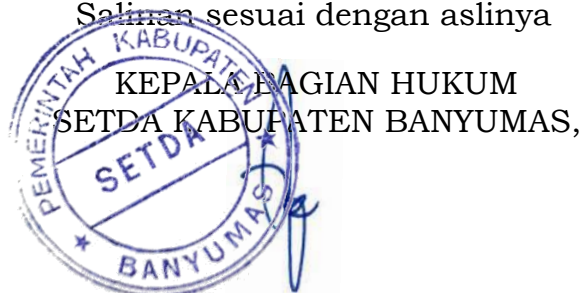 Salinan sesuai dengan aslinya
KEPALA BAGIAN HUKUM
SETDA KABUPATEN BANYUMAS,
PEMERINTAH KABUPATEN
SETDA
BANYUMAS